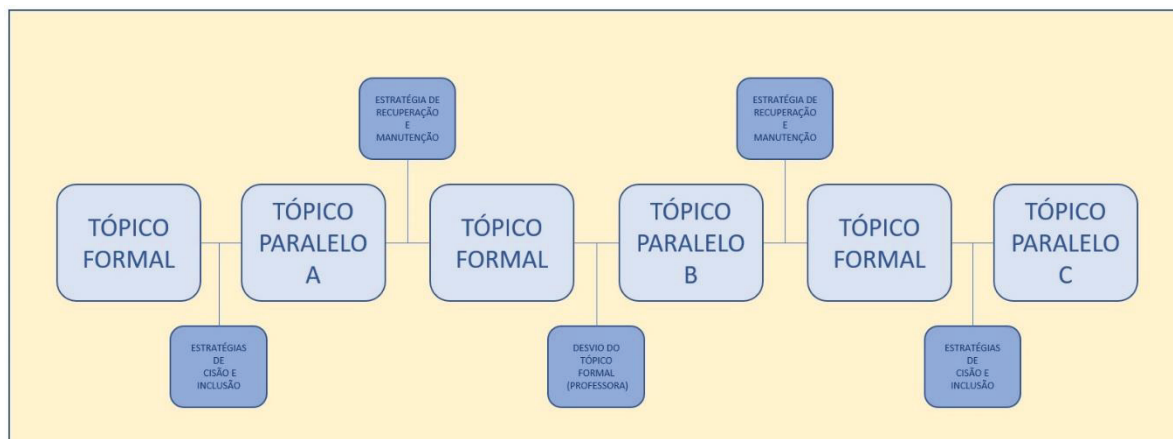 ESTRATÉGIA DE
RECUPERAÇÃO
E
MANUTENÇÃO
ESTRATÉGIA DE
RECUPERAÇÃO
E
MANUTENÇÃO
TÓPICO
FORMAL
TÓPICO
PARALELO
A
TÓPICO
FORMAL
TÓPICO
PARALELO
B
TÓPICO
FORMAL
TÓPICO
PARALELO
C
ESTRATÉGIAS
DE
CISÃO E
INCLUSÃO
DESVIO DO
TÓPICO
FORMAL
(PROFESSORA)
ESTRATÉGIAS
DE
CISÃO E
INCLUSÃO